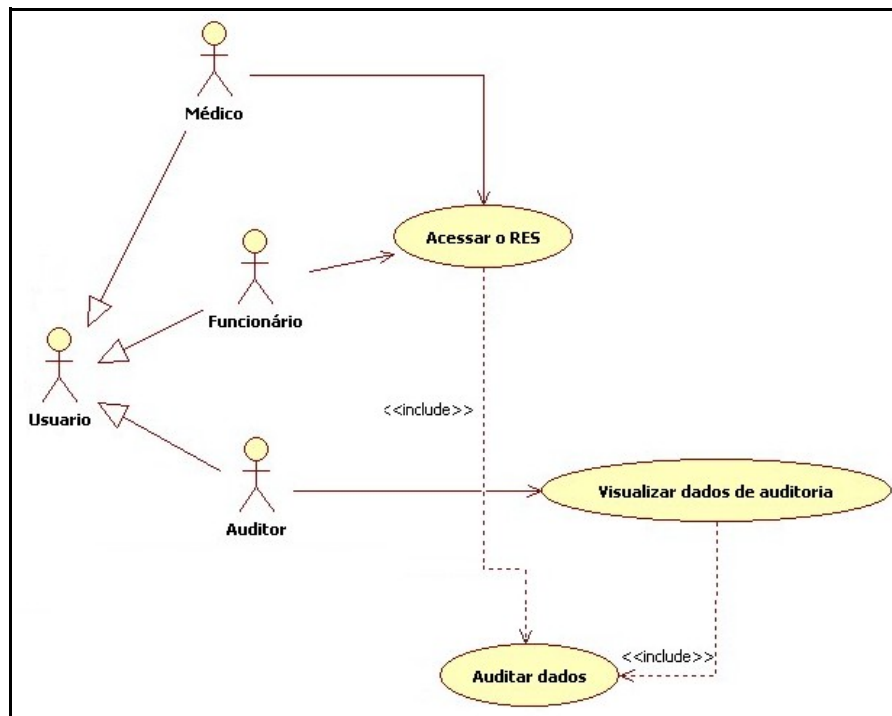 Médico
Acessar o RES
Funcionário
Usuario
<<include>>
Auditor
Visualizar dados de auditoria
<<include>>
Auditar dados